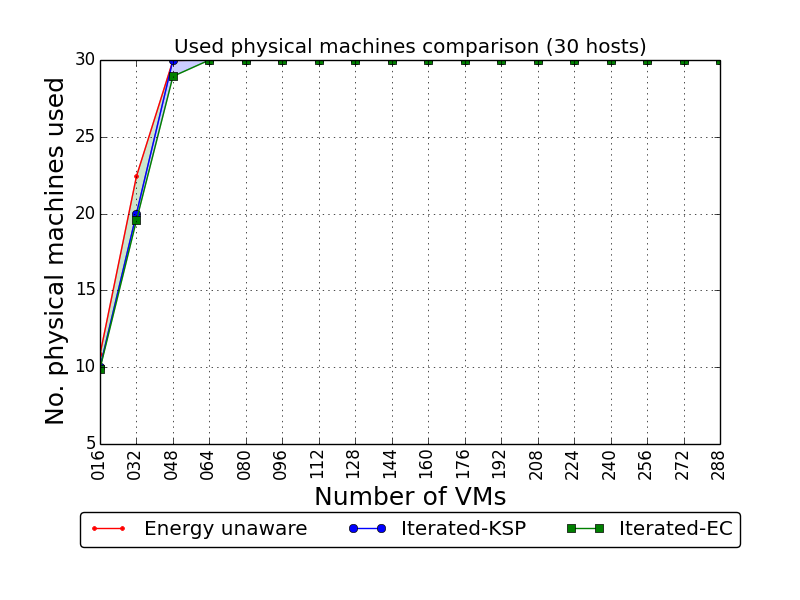 Used physical machines comparison (30 hosts)
No. physical machines used
30
25
20
15
10
5
016 032 048 064 080 096 112 128 144 160 176 192 208 224 240 256 272 288
Number of VMs
Energy unaware Iterated-KSP Iterated-EC